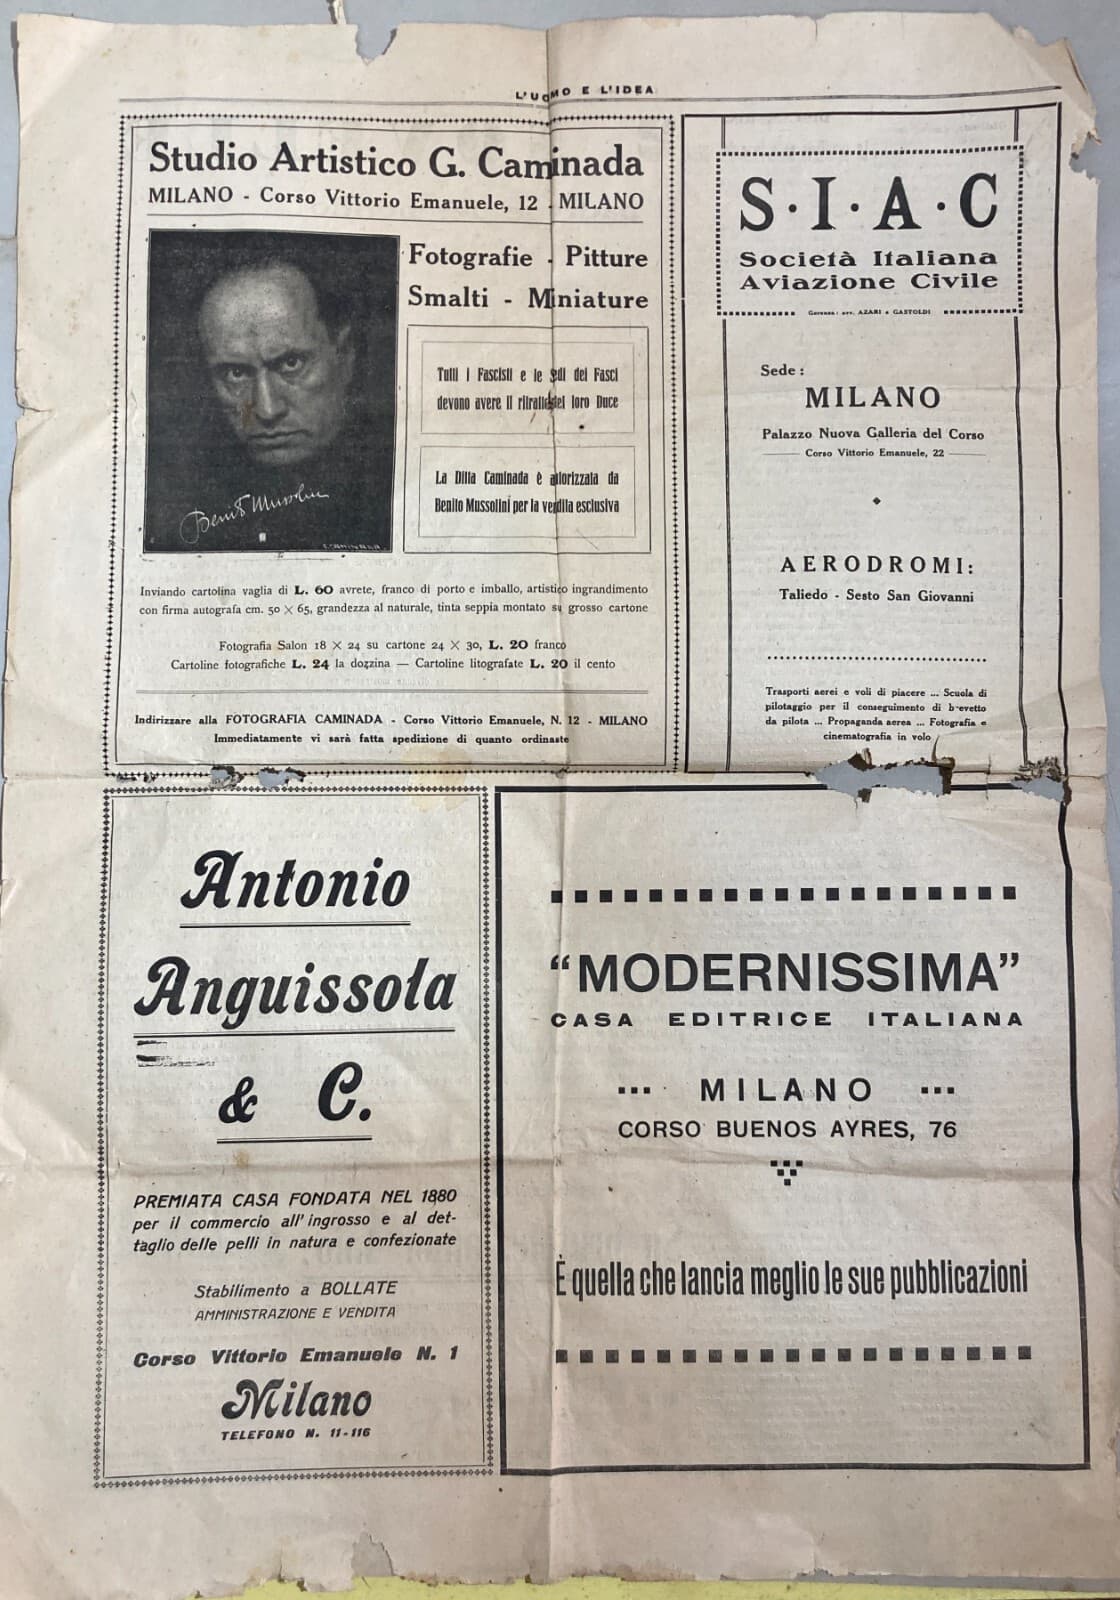 L'UOMO E L'IDEA
Studio Artistico G. Caminada
MILANO - Corso Vittorio Emanuele, 12 - MILANO
Fotografie - Pitture
Smalti - Miniature
Tutti i Fascisti e le sedi dei Fasci
devono avere il ritratto del loro Duce
La Ditta Caminada è autorizzata da
Benito Mussolini per la vendita esclusiva
Benito Mussolini
Inviando cartolina vaglia di L. 60 avrete, franco di porto e imballo, artistico ingrandimento
con firma autografa cm. 50 × 65, grandezza al naturale, tinta seppia montato su grosso cartone
Fotografia Salon 18 × 24 su cartone 24 × 30, L. 20 franco
Cartoline fotografiche L. 24 la dozzina — Cartoline litografate L. 20 il cento
Indirizzare alla FOTOGRAFIA CAMINADA - Corso Vittorio Emanuele, N. 12 - MILANO
Immediatamente vi sarà fatta spedizione di quanto ordinaste
S·I·A·C
Società Italiana
Aviazione Civile
Gerenza: avv. AZARI e GASTOLDI
Sede:
MILANO
Palazzo Nuova Galleria del Corso
Corso Vittorio Emanuele, 22
AERODROMI:
Taliedo - Sesto San Giovanni
Trasporti aerei e voli di piacere ... Scuola di
pilotaggio per il conseguimento di brevetto
da pilota ... Propaganda aerea ... Fotografia e
cinematografia in volo
Antonio
Anguissola
& C.
PREMIATA CASA FONDATA NEL 1880
per il commercio all'ingrosso e al det-
taglio delle pelli in natura e confezionate
Stabilimento a BOLLATE
AMMINISTRAZIONE E VENDITA
Corso Vittorio Emanuele N. 1
Milano
TELEFONO N. 11-116
"MODERNISSIMA"
CASA EDITRICE ITALIANA
... MILANO ...
CORSO BUENOS AYRES, 76
È quella che lancia meglio le sue pubblicazioni